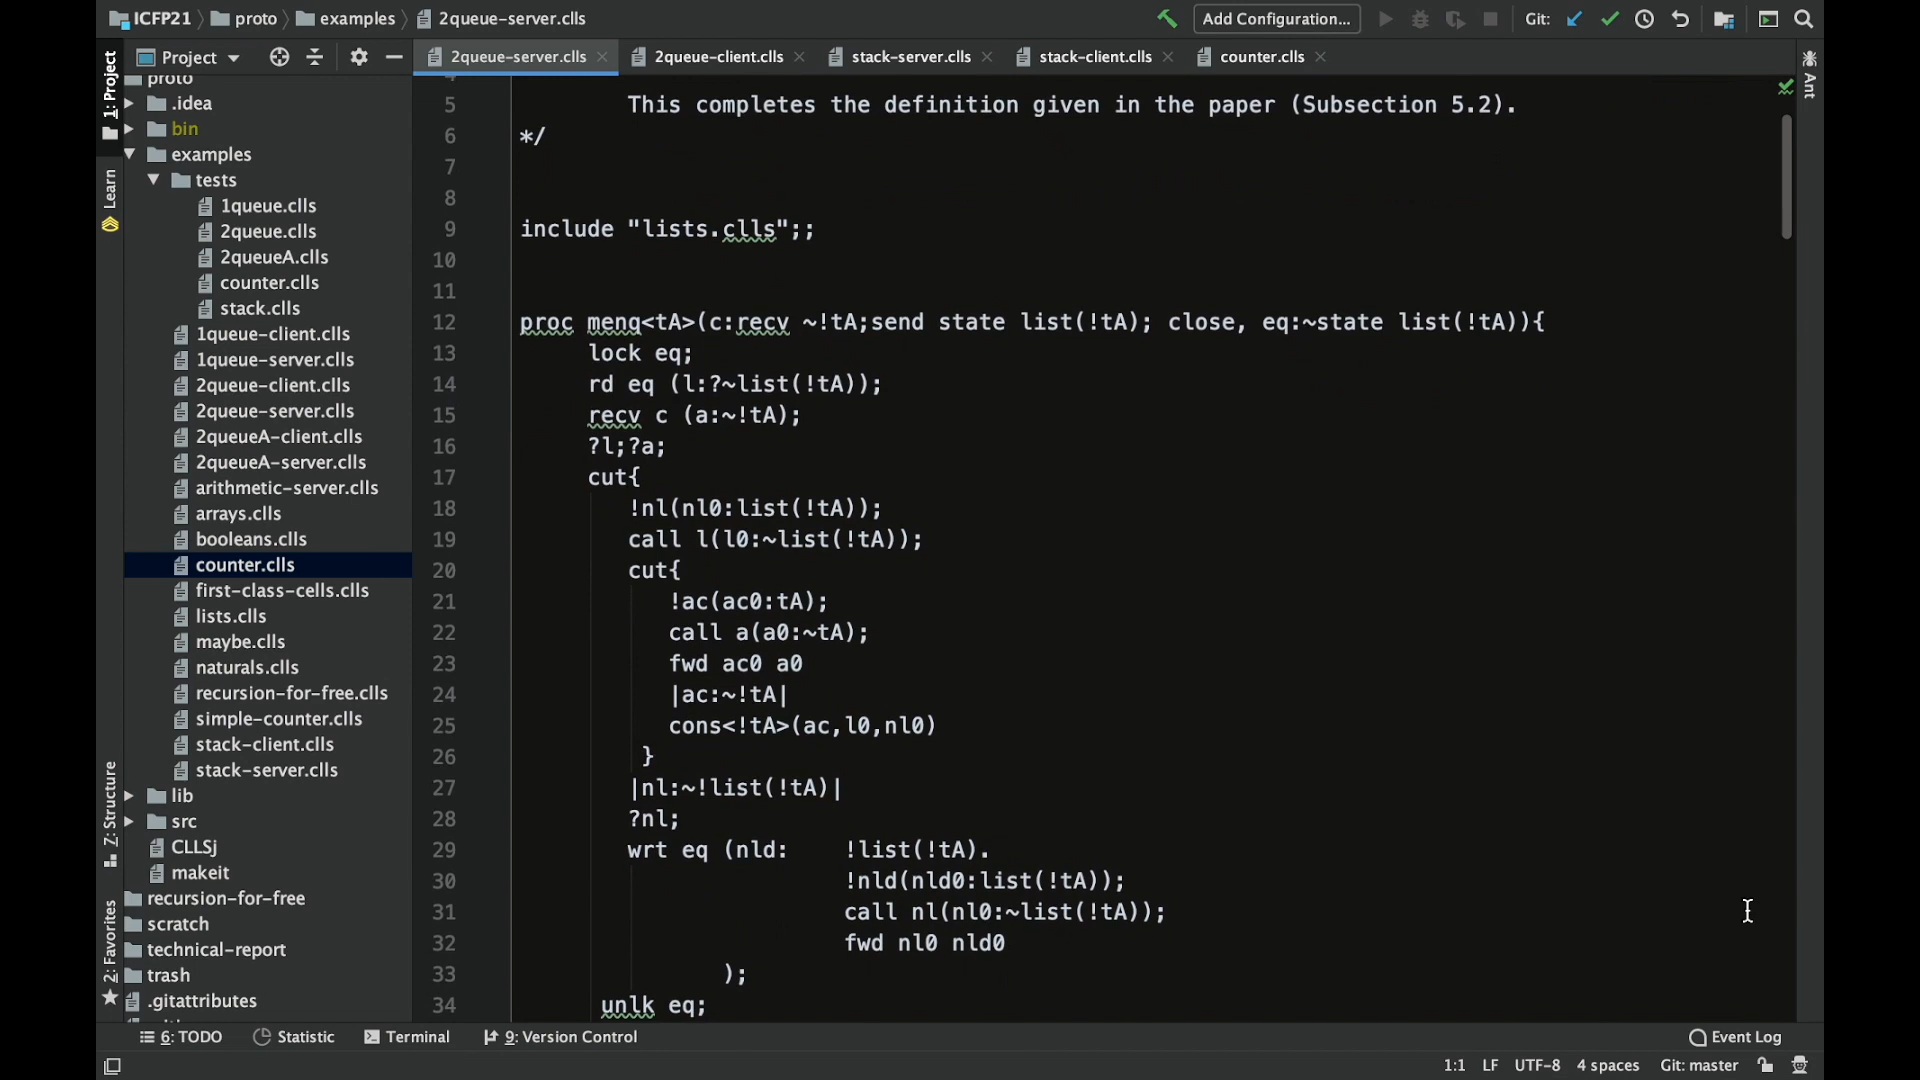 ICFP21 proto examples 2queue-server.clls Add Configuration... Git:
1: Project
Learn
Z: Structure
2: Favorites
Project
proto
.idea
bin
examples
tests
1queue.clls
2queue.clls
2queueA.clls
counter.clls
stack.clls
1queue-client.clls
1queue-server.clls
2queue-client.clls
2queue-server.clls
2queueA-client.clls
2queueA-server.clls
arithmetic-server.clls
arrays.clls
booleans.clls
counter.clls
first-class-cells.clls
lists.clls
maybe.clls
naturals.clls
recursion-for-free.clls
simple-counter.clls
stack-client.clls
stack-server.clls
lib
src
CLLSj
makeit
recursion-for-free
scratch
technical-report
trash
.gitattributes
2queue-server.clls 2queue-client.clls stack-server.clls stack-client.clls counter.clls
Ant
5 This completes the definition given in the paper (Subsection 5.2).
6 */
7
8
9 include "lists.clls";;
10
11
12 proc menq<tA>(c:recv ~!tA;send state list(!tA); close, eq:~state list(!tA)){
13 lock eq;
14 rd eq (l:?~list(!tA));
15 recv c (a:~!tA);
16 ?l;?a;
17 cut{
18 !nl(nl0:list(!tA));
19 call l(l0:~list(!tA));
20 cut{
21 !ac(ac0:tA);
22 call a(a0:~tA);
23 fwd ac0 a0
24 |ac:~!tA|
25 cons<!tA>(ac,l0,nl0)
26 }
27 |nl:~!list(!tA)|
28 ?nl;
29 wrt eq (nld: !list(!tA).
30 !nld(nld0:list(!tA));
31 call nl(nl0:~list(!tA));
32 fwd nl0 nld0
33 );
34 unlk eq;
6: TODO Statistic Terminal 9: Version Control Event Log
1:1 LF UTF-8 4 spaces Git: master